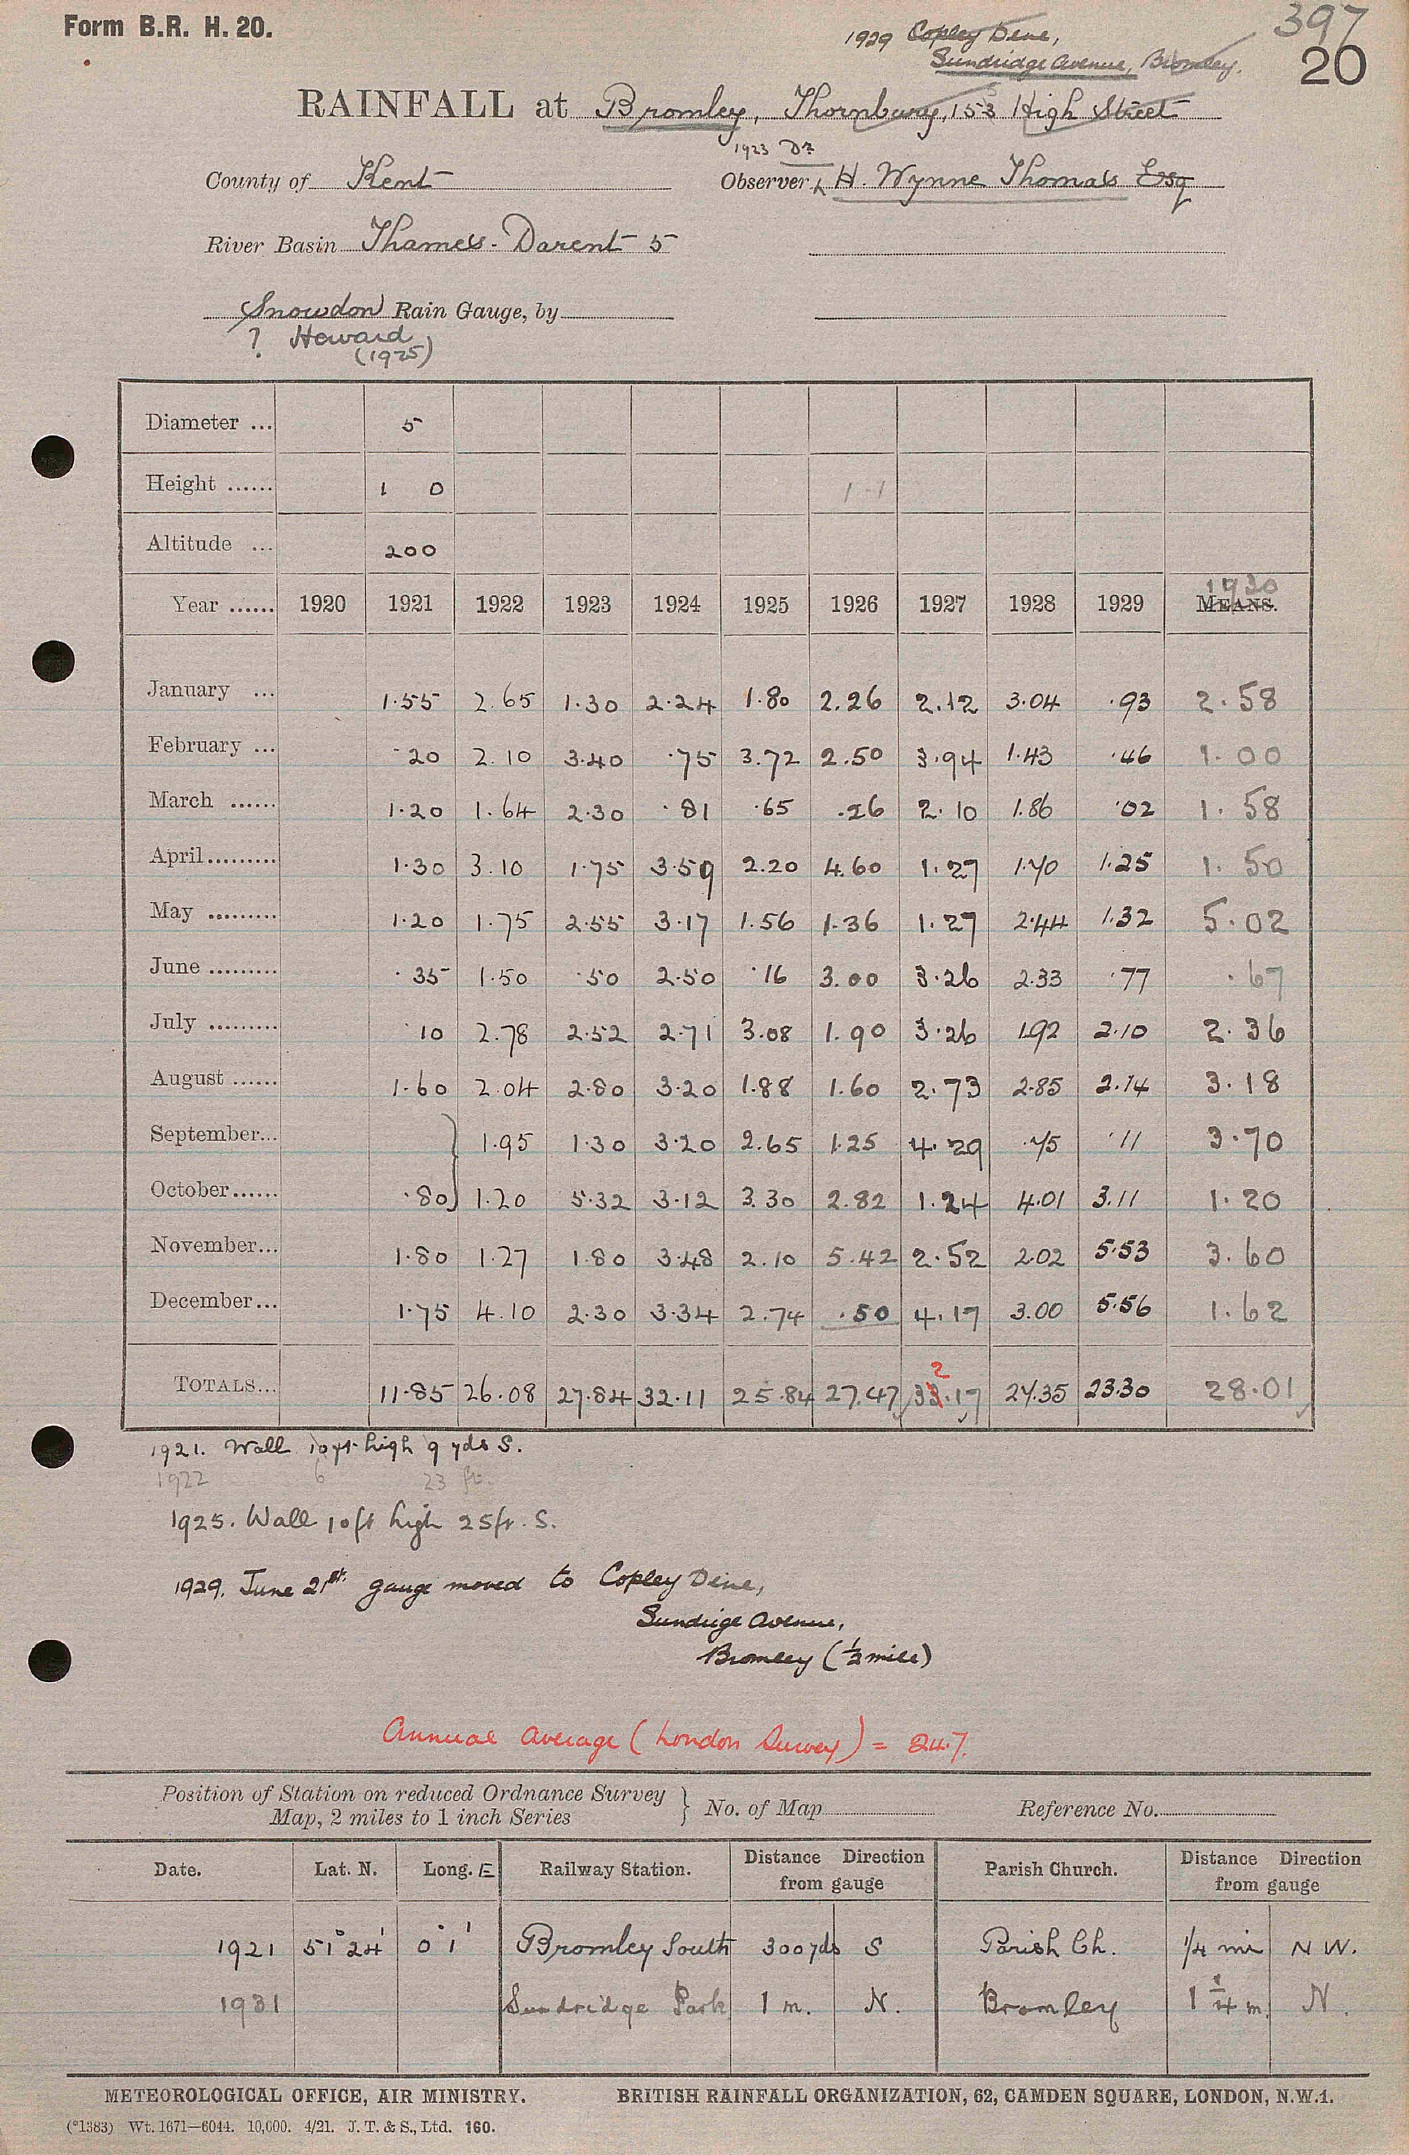 Form B.R. H. 20.
397
20
1929 Copley Dene,
Sundridge Avenue, Bromley.
RAINFALL at Bromley, Thornbury, 153 High Street
1923 Dr
County of Kent Observer H. Wynne Thomas Esq
River Basin Thames - Darent 5
Snowdon Rain Gauge, by
? Howard
(1925)
Diameter ... 5
Height ...... 1 0 1 1
Altitude ... 200
1930
Year ...... 1920 1921 1922 1923 1924 1925 1926 1927 1928 1929 MEANS.
January ... 1.55 2.65 1.30 2.24 1.80 2.26 2.12 3.04 .93 2.58
February ... .20 2.10 3.40 .75 3.72 2.50 3.94 1.43 .46 1.00
March ...... 1.20 1.64 2.30 .81 .65 .26 2.10 1.86 .02 1.58
April......... 1.30 3.10 1.75 3.59 2.20 4.60 1.27 1.70 1.25 1.50
May ......... 1.20 1.75 2.55 3.17 1.56 1.36 1.27 2.44 1.32 5.02
June ......... .35 1.50 .50 2.50 .16 3.00 3.26 2.33 .77 .67
July ......... .10 2.78 2.52 2.71 3.08 1.90 3.26 1.92 2.10 2.36
August ...... 1.60 2.04 2.80 3.20 1.88 1.60 2.73 2.85 2.14 3.18
September... } 1.95 1.30 3.20 2.65 1.25 4.29 .75 .11 3.70
October...... .80 1.20 5.32 3.12 3.30 2.82 1.24 4.01 3.11 1.20
November... 1.80 1.27 1.80 3.48 2.10 5.42 2.52 2.02 5.53 3.60
December... 1.75 4.10 2.30 3.34 2.74 .50 4.17 3.00 5.56 1.62
2
TOTALS... 11.85 26.08 27.84 32.11 25.84 27.47 33.17 27.35 23.30 28.01
1921. Wall 10 ft high 9 yds S.
1922 6 23 ft.
1925. Wall 10ft high 25ft. S.
1929. June 21st. gauge moved to Copley Dene,
Sundrige Avenue,
Bromley (½ mile)
Annual Average (London Survey) = 24.7.
Position of Station on reduced Ordnance Survey
Map, 2 miles to 1 inch Series } No. of Map Reference No.
Date. Lat. N. Long. E Railway Station. Distance Direction from gauge Parish Church. Distance Direction from gauge
1921 51° 24' 0° 1' Bromley South 300 yds S Parish Ch. ¼ mi N W.
1931 Sundridge Park 1 m. N. Bromley 1 ¼ m. N.
METEOROLOGICAL OFFICE, AIR MINISTRY. BRITISH RAINFALL ORGANIZATION, 62, CAMDEN SQUARE, LONDON, N.W.1.
(*1383) Wt. 1671—6044. 10,000. 4/21. J. T. & S., Ltd. 160.